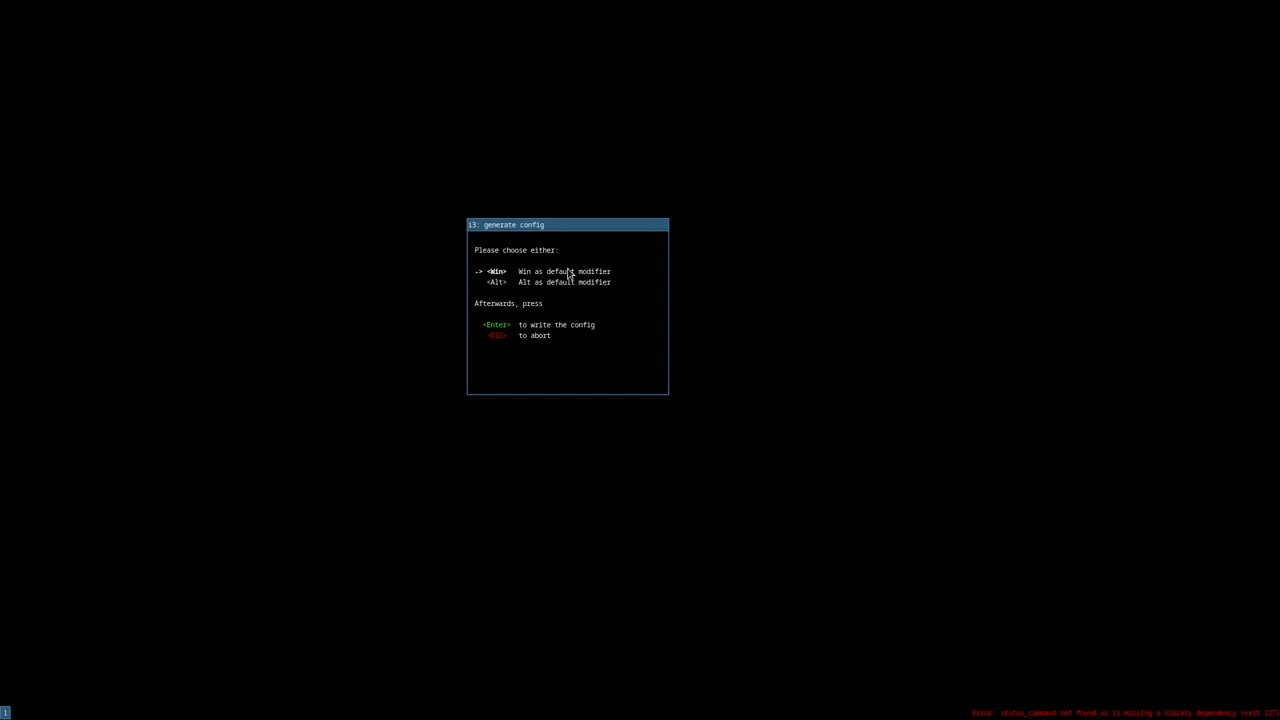 i3: generate config
Please choose either:
-> <Win> Win as default modifier
<Alt> Alt as default modifier
Afterwards, press
<Enter> to write the config
<ESC> to abort
1
Error: status_command not found or is missing a library dependency (exit 127)